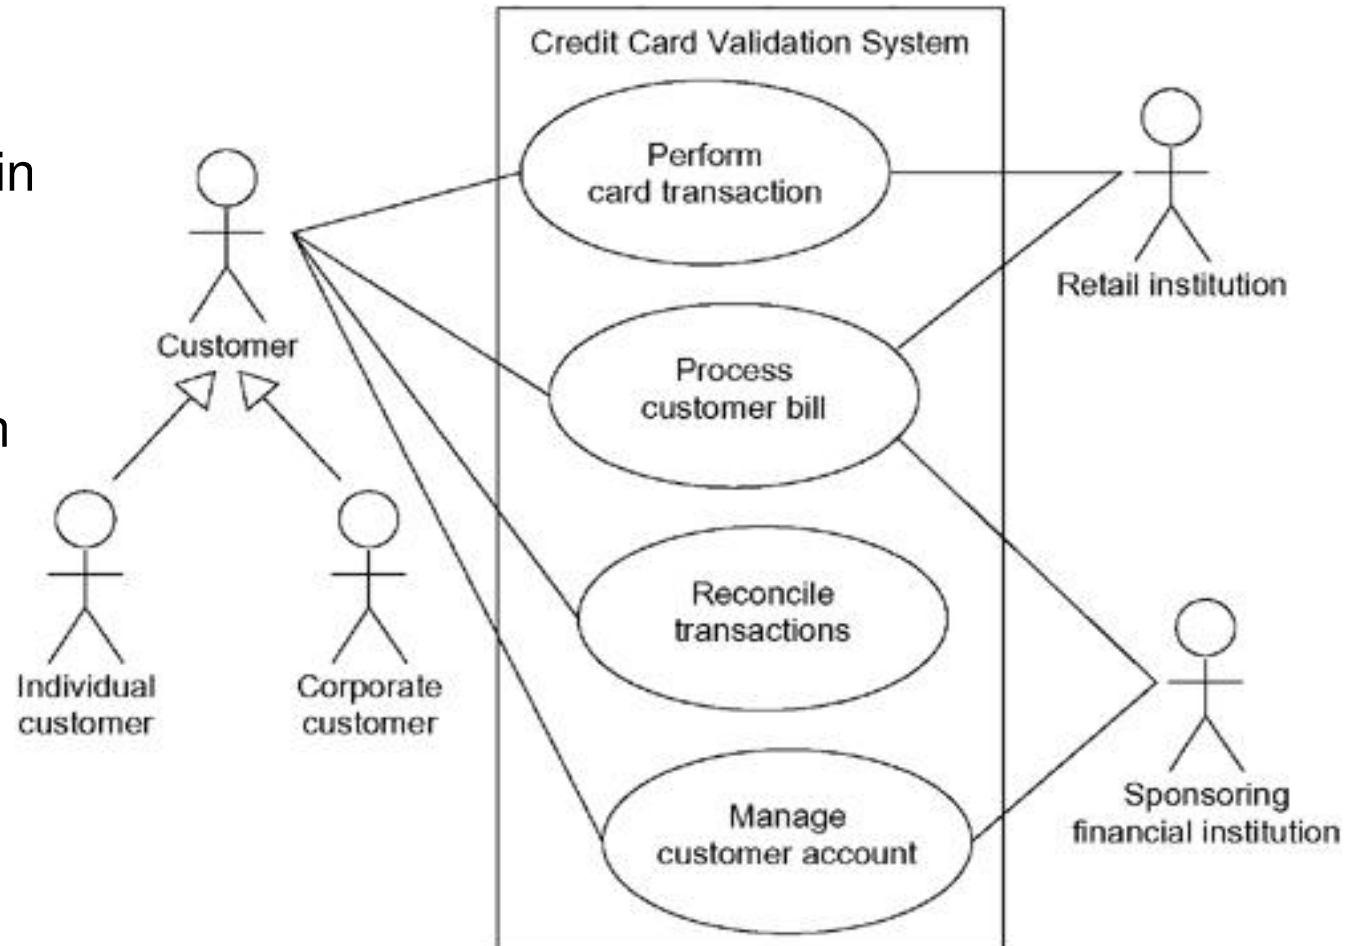 Credit Card Validation System
Perform
card transaction
in
Retail institution
Customer
Process
customer bill
n
Reconcile
transactions
Individual
customer
Corporate
customer
Sponsoring
financial institution
Manage
customer account